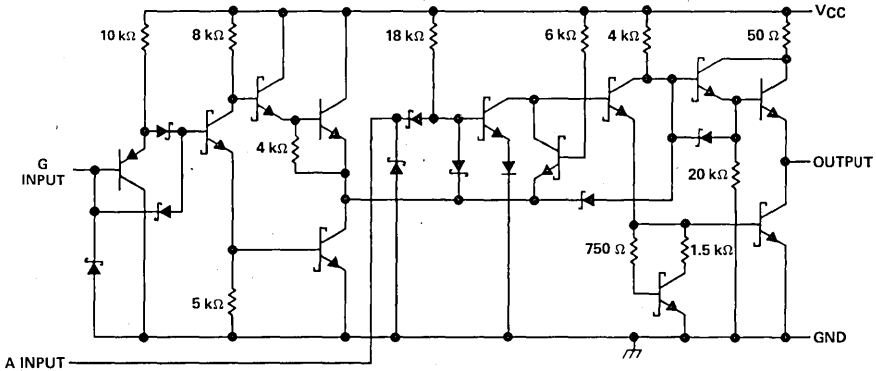 VCC
10 kΩ
8 kΩ
18 kΩ
6 kΩ
4 kΩ
50 Ω
4 kΩ
G
INPUT
OUTPUT
20 kΩ
750 Ω
1.5 kΩ
5 kΩ
GND
A INPUT